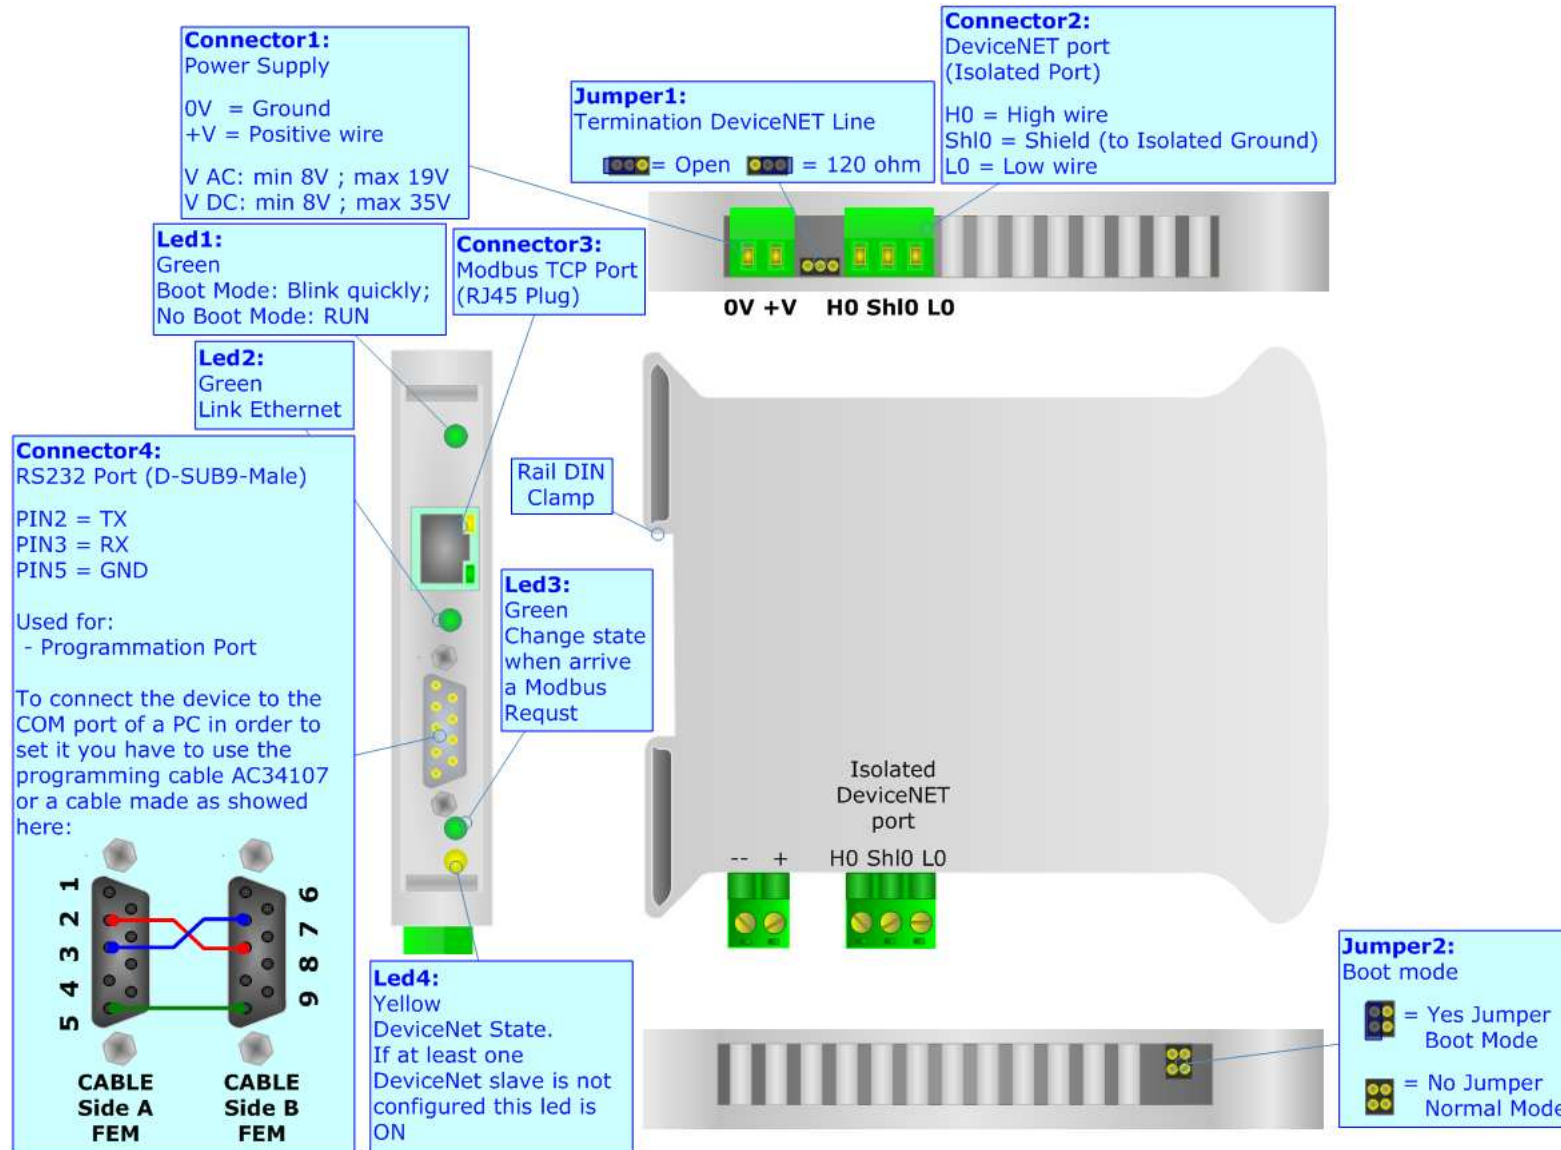 Connector1:
Power Supply
0V = Ground
+V = Positive wire
V AC: min 8V ; max 19V
V DC: min 8V ; max 35V
Jumper1:
Termination DeviceNET Line
= Open = 120 ohm
Connector2:
DeviceNET port
(Isolated Port)
H0 = High wire
Shl0 = Shield (to Isolated Ground)
L0 = Low wire
0V +V H0 Shl0 L0
Led1:
Green
Boot Mode: Blink quickly;
No Boot Mode: RUN
Connector3:
Modbus TCP Port
(RJ45 Plug)
Led2:
Green
Link Ethernet
Connector4:
RS232 Port (D-SUB9-Male)
PIN2 = TX
PIN3 = RX
PIN5 = GND
Used for:
- Programmation Port
To connect the device to the
COM port of a PC in order to
set it you have to use the
programming cable AC34107
or a cable made as showed
here:
1
2
3
4
5
6
7
8
9
CABLE
Side A
FEM
CABLE
Side B
FEM
Rail DIN
Clamp
Led3:
Green
Change state
when arrive
a Modbus
Requst
Led4:
Yellow
DeviceNet State.
If at least one
DeviceNet slave is not
configured this led is
ON
Isolated
DeviceNET
port
-- + H0 Shl0 L0
Jumper2:
Boot mode
= Yes Jumper
Boot Mode
= No Jumper
Normal Mode